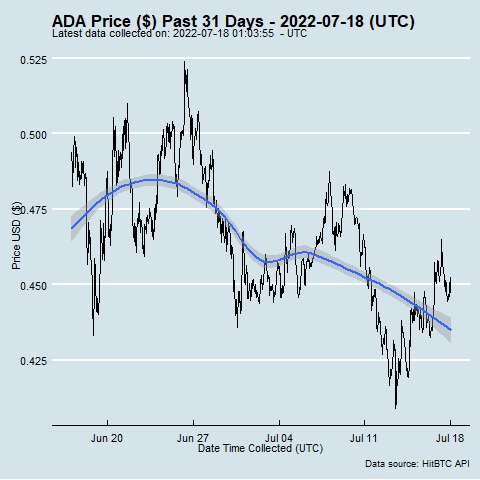 ADA Price ($) Past 31 Days - 2022-07-18 (UTC)
Latest data collected on: 2022-07-18 01:03:55  - UTC
Price USD ($)
0.525
0.500
0.475
0.450
0.425
Jun 20
Jun 27
Jul 04
Jul 11
Jul 18
Date Time Collected (UTC)
Data source: HitBTC API